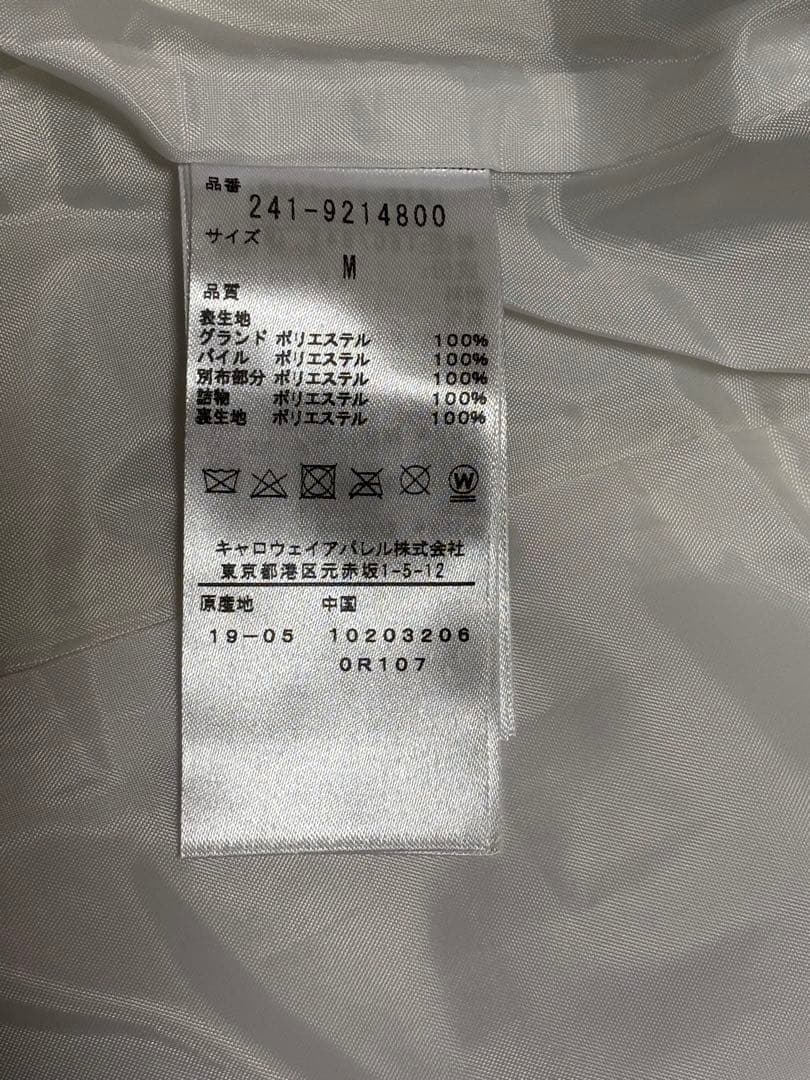 品番
241-9214800
サイズ
M
品質
表生地
グランド ポリエステル 100%
パイル ポリエステル 100%
別布部分 ポリエステル 100%
詰物 ポリエステル 100%
裏生地 ポリエステル 100%
W
キャロウェイアパレル株式会社
東京都港区元赤坂1-5-12
原産地 中国
19-05 10203206
0R107